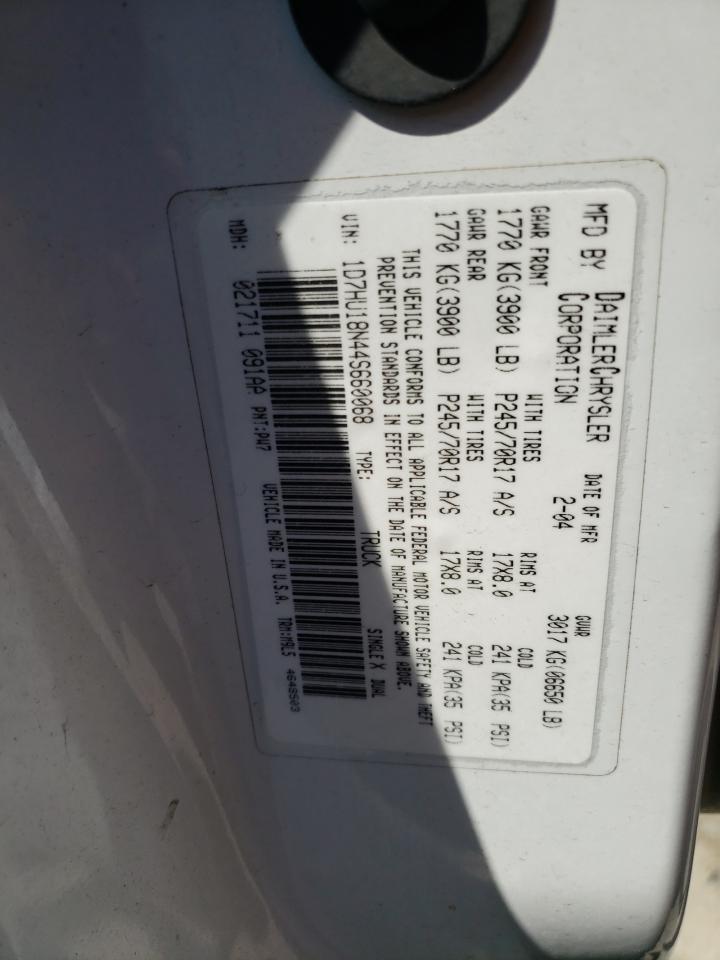 MFD BY DAIMLERCHRYSLER CORPORATION DATE OF MFR 2-04 GVWR 3017 KG(06650 LB)
GAWR FRONT WITH TIRES RIMS AT COLD
1770 KG(3900 LB) P245/70R17 A/S 17X8.0 241 KPA(35 PSI)
GAWR REAR WITH TIRES RIMS AT COLD
1770 KG(3900 LB) P245/70R17 A/S 17X8.0 241 KPA(35 PSI)
THIS VEHICLE CONFORMS TO ALL APPLICABLE FEDERAL MOTOR VEHICLE SAFETY AND THEFT
PREVENTION STANDARDS IN EFFECT ON THE DATE OF MANUFACTURE SHOWN ABOVE.
VIN: 1D7HU18N44S660068 TYPE: TRUCK SINGLE X DUAL
MDH: 021711 091AA PNT:PW7 VEHICLE MADE IN U.S.A. TRM:M9L5 4648503